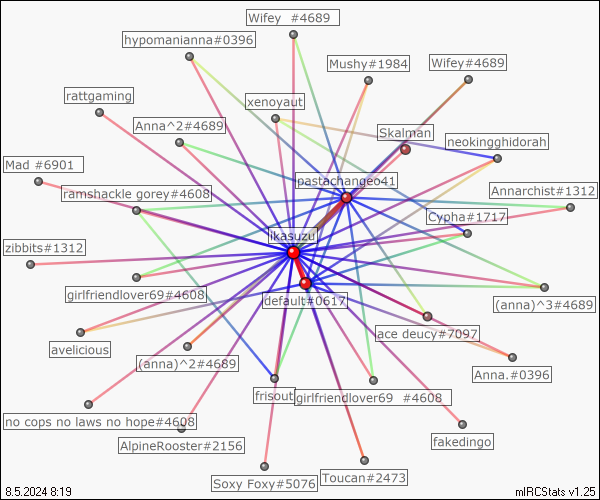 Wifey  #4689
hypomanianna#0396
Mushy#1984
Wifey#4689
rattgaming
xenoyaut
Anna^2#4689
Skalman
neokingghidorah
Mad #6901
pastachangeo41
ramshackle gorey#4608
Annarchist#1312
Cypha#1717
ikasuzu
zibbits#1312
girlfriendlover69#4608
default#0617
(anna)^3#4689
ace deucy#7097
avelicious
(anna)^2#4689
Anna.#0396
frisout
girlfriendlover69  #4608
no cops no laws no hope#4608
AlpineRooster#2156
fakedingo
Soxy Foxy#5076
Toucan#2473
8.5.2024 8:19
mIRCStats v1.25